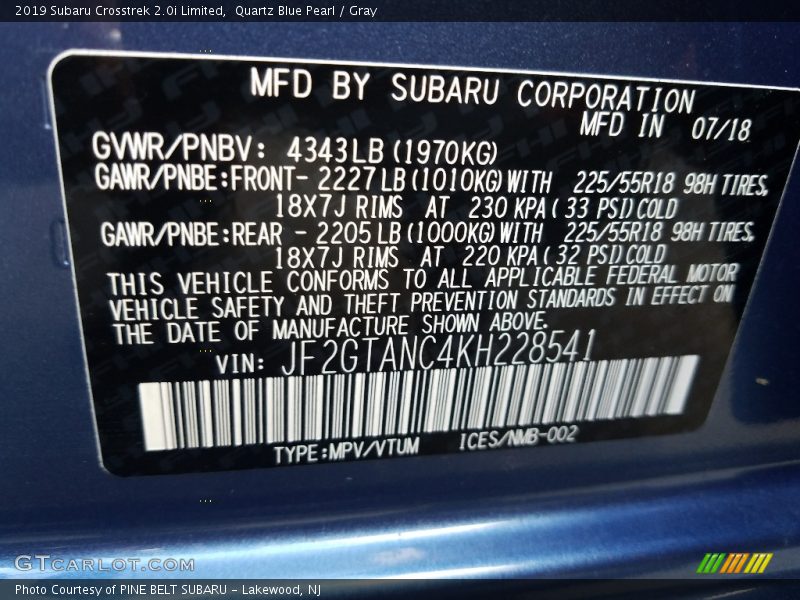 2019 Subaru Crosstrek 2.0i Limited, Quartz Blue Pearl / Gray
MFD BY SUBARU CORPORATION
MFD IN 07/18
GVWR/PNBV: 4343LB (1970KG)
GAWR/PNBE:FRONT- 2227LB (1010KG) WITH 225/55R18 98H TIRES,
18X7J RIMS AT 230 KPA ( 33 PSI) COLD
GAWR/PNBE:REAR - 2205LB (1000KG) WITH 225/55R18 98H TIRES,
18X7J RIMS AT 220 KPA ( 32 PSI) COLD
THIS VEHICLE CONFORMS TO ALL APPLICABLE FEDERAL MOTOR
VEHICLE SAFETY AND THEFT PREVENTION STANDARDS IN EFFECT ON
THE DATE OF MANUFACTURE SHOWN ABOVE.
VIN: JF2GTANC4KH228541
TYPE:MPV/VTUM ICES/NMB-002
GTCARLOT.COM
Photo Courtesy of PINE BELT SUBARU - Lakewood, NJ